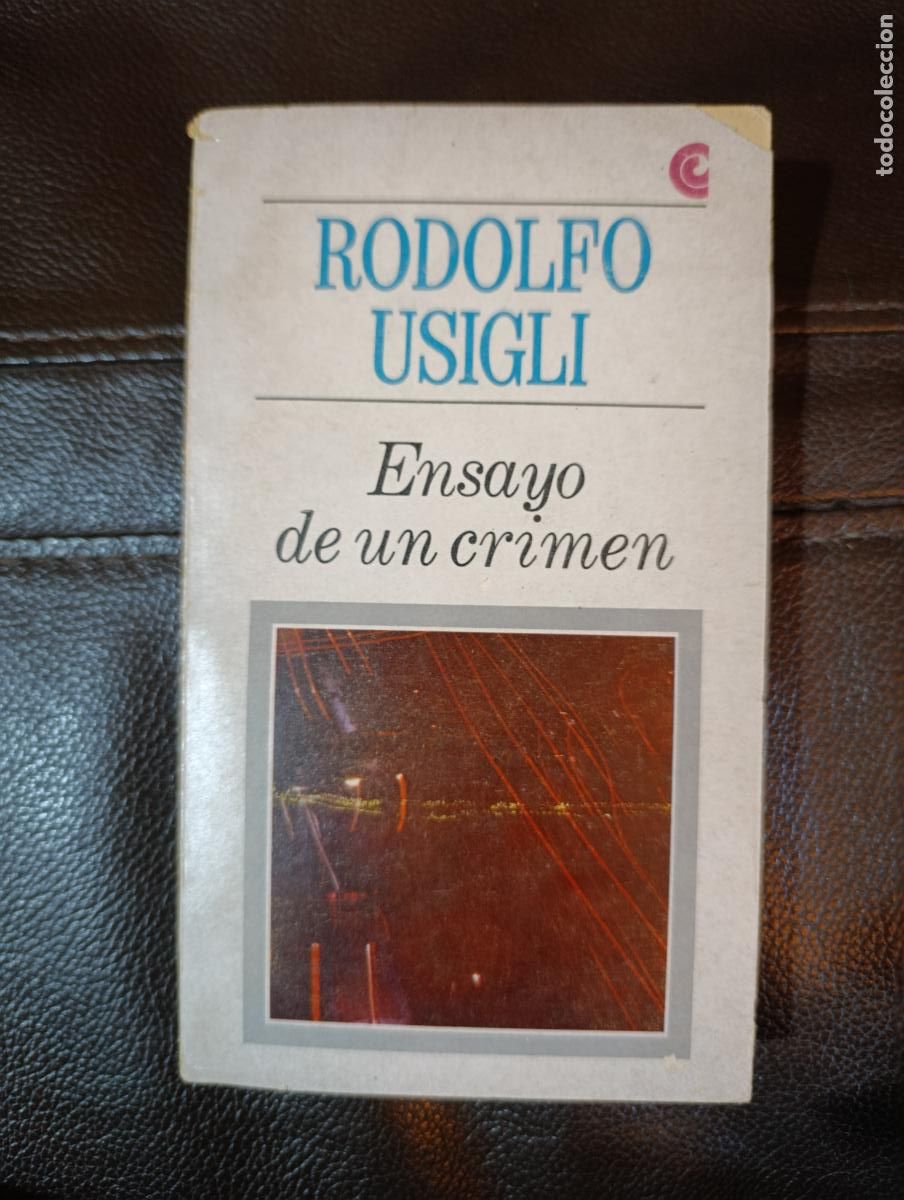 todocoleccion
RODOLFO
USIGLI
Ensayo
de un crimen